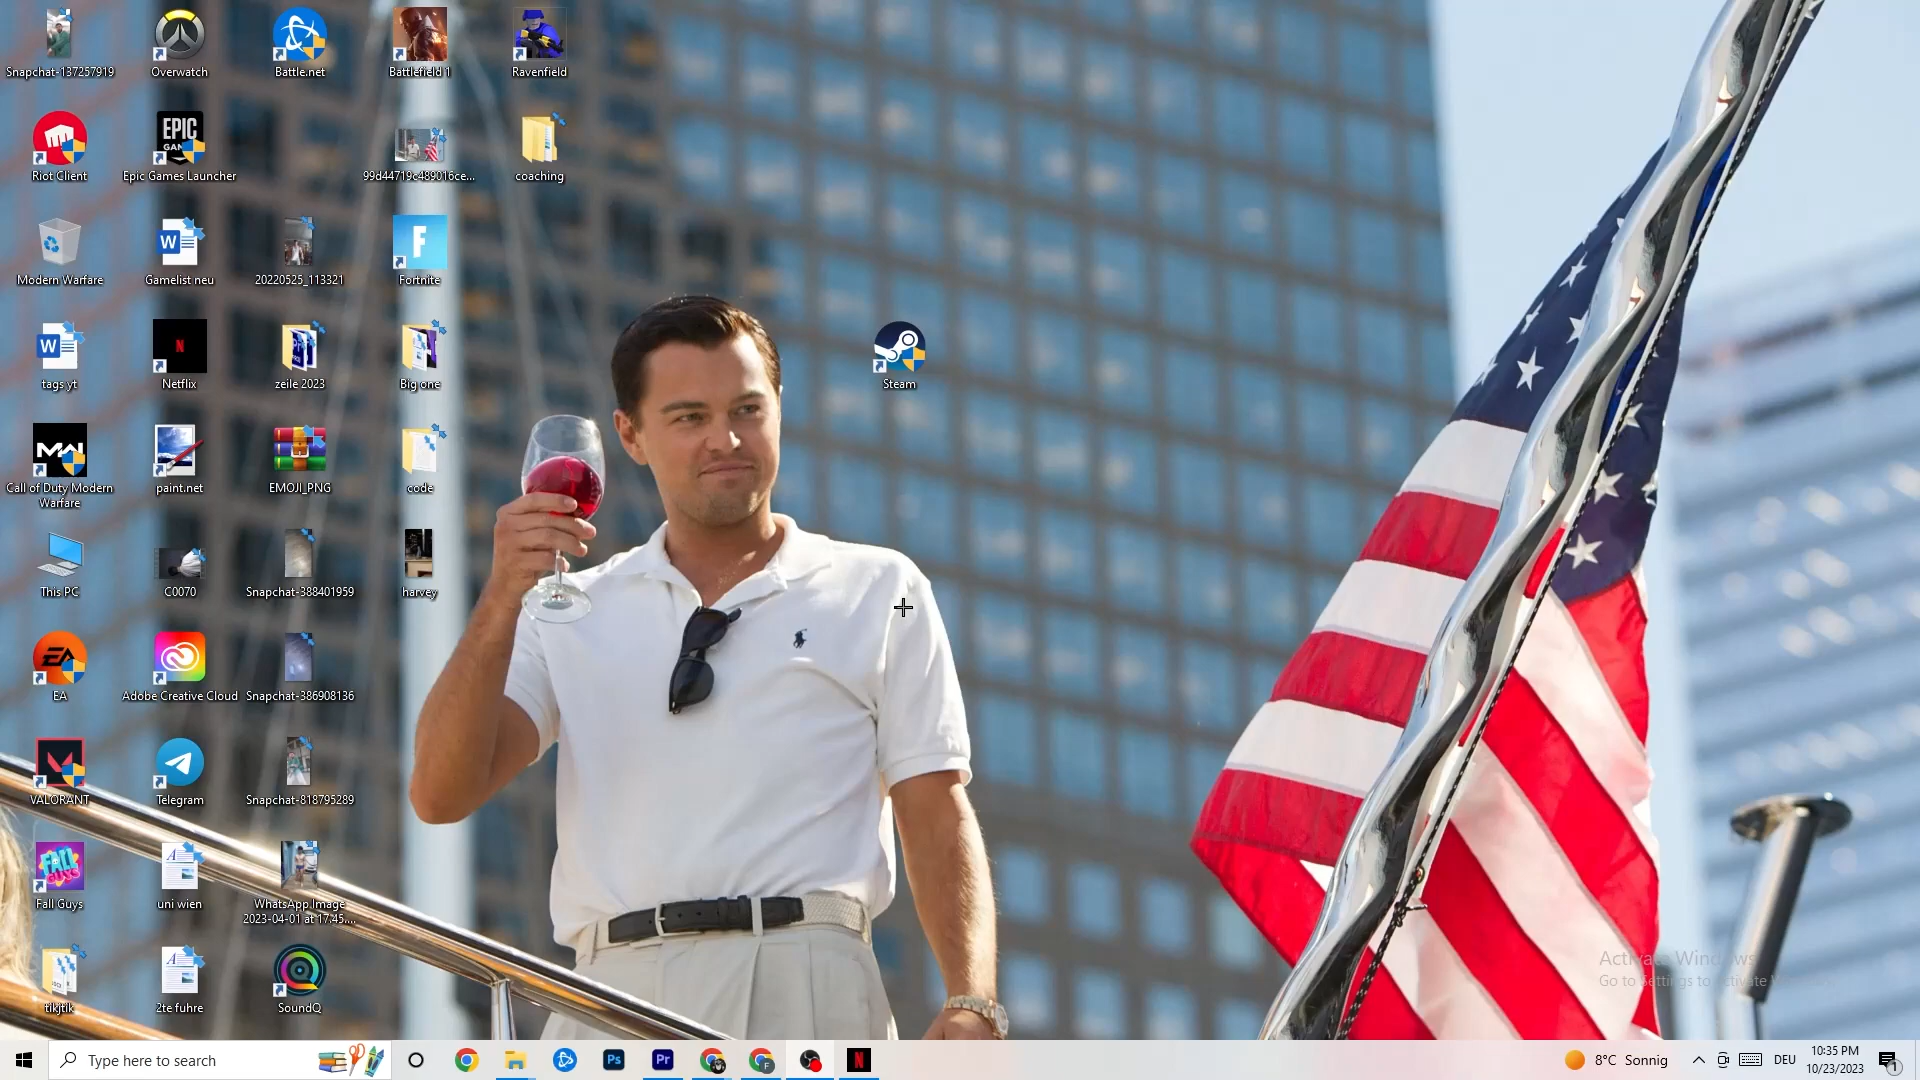 Snapchat-137257919
Overwatch
Battle.net
Battlefield 1
Ravenfield
Riot Client
EPIC
Epic Games Launcher
99d44719c489016ce...
coaching
Modern Warfare
Gamelist neu
20220525_113321
Fortnite
tags yt
Netflix
zeile 2023
Big one
Steam
Call of Duty Modern
Warfare
paint.net
EMOJI_PNG
code
This PC
C0070
Snapchat-388401959
harvey
EA
Adobe Creative Cloud
Snapchat-386908136
VALORANT
Telegram
Snapchat-818795289
Fall Guys
uni wien
WhatsApp Image
2023-04-01 at 17.45....
tikjtik
2te fuhre
SoundQ
Activate Windows
Go to Settings to activate
Type here to search
Ps
Pr
8°C Sonnig
DEU
10:35 PM
10/23/2023